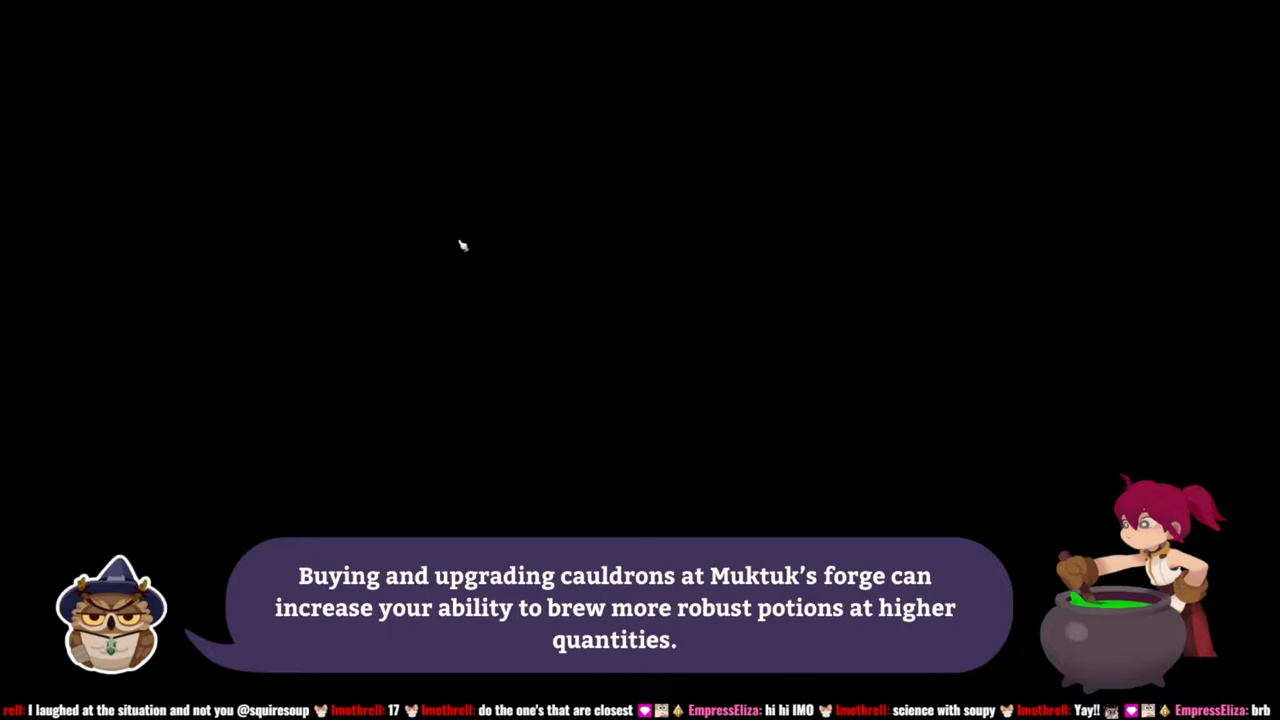 Buying and upgrading cauldrons at Muktuk’s forge can
increase your ability to brew more robust potions at higher
quantities.
rell: I laughed at the situation and not you @squiresoup lmothrell: 17 lmothrell: do the one's that are closest EmpressEliza: hi hi IMO lmothrell: science with soupy lmothrell: Yay!! EmpressEliza: brb